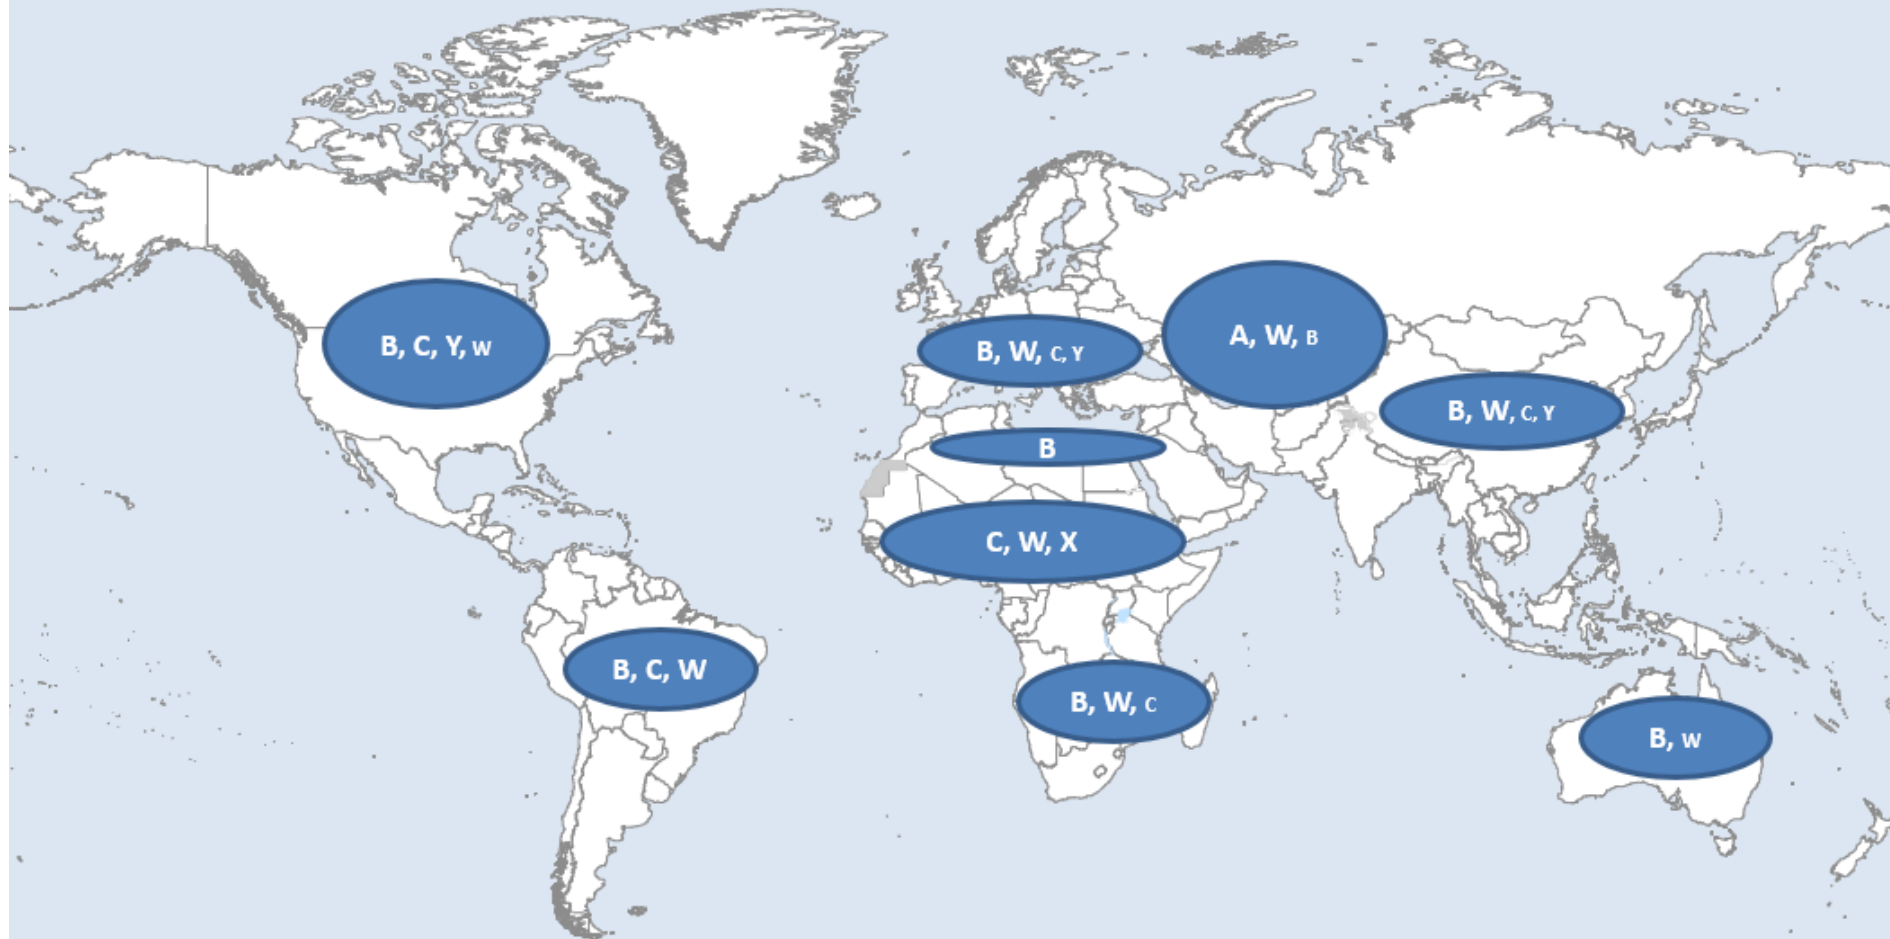 B, C, Y, W
B, W, C, Y
A, W, B
B, W, C, Y
B
C, W, X
B, C, W
B, W, C
B, W